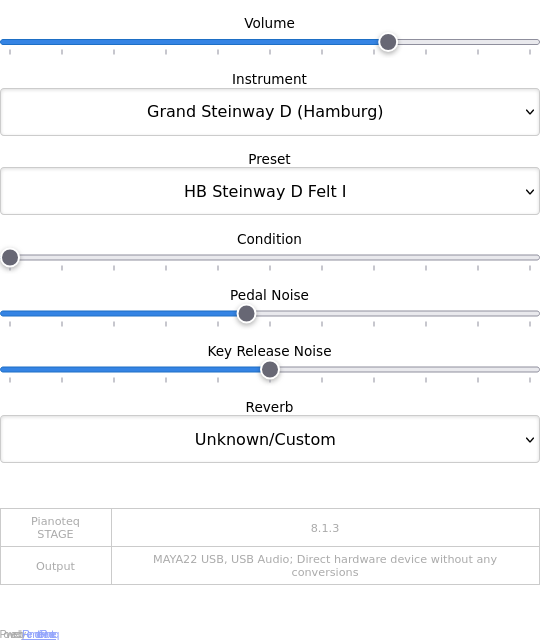 Volume
Instrument
Grand Steinway D (Hamburg)
Preset
HB Steinway D Felt I
Condition
Pedal Noise
Key Release Noise
Reverb
Unknown/Custom
Pianoteq
STAGE
8.1.3
Output
MAYA22 USB, USB Audio; Direct hardware device without any
conversions